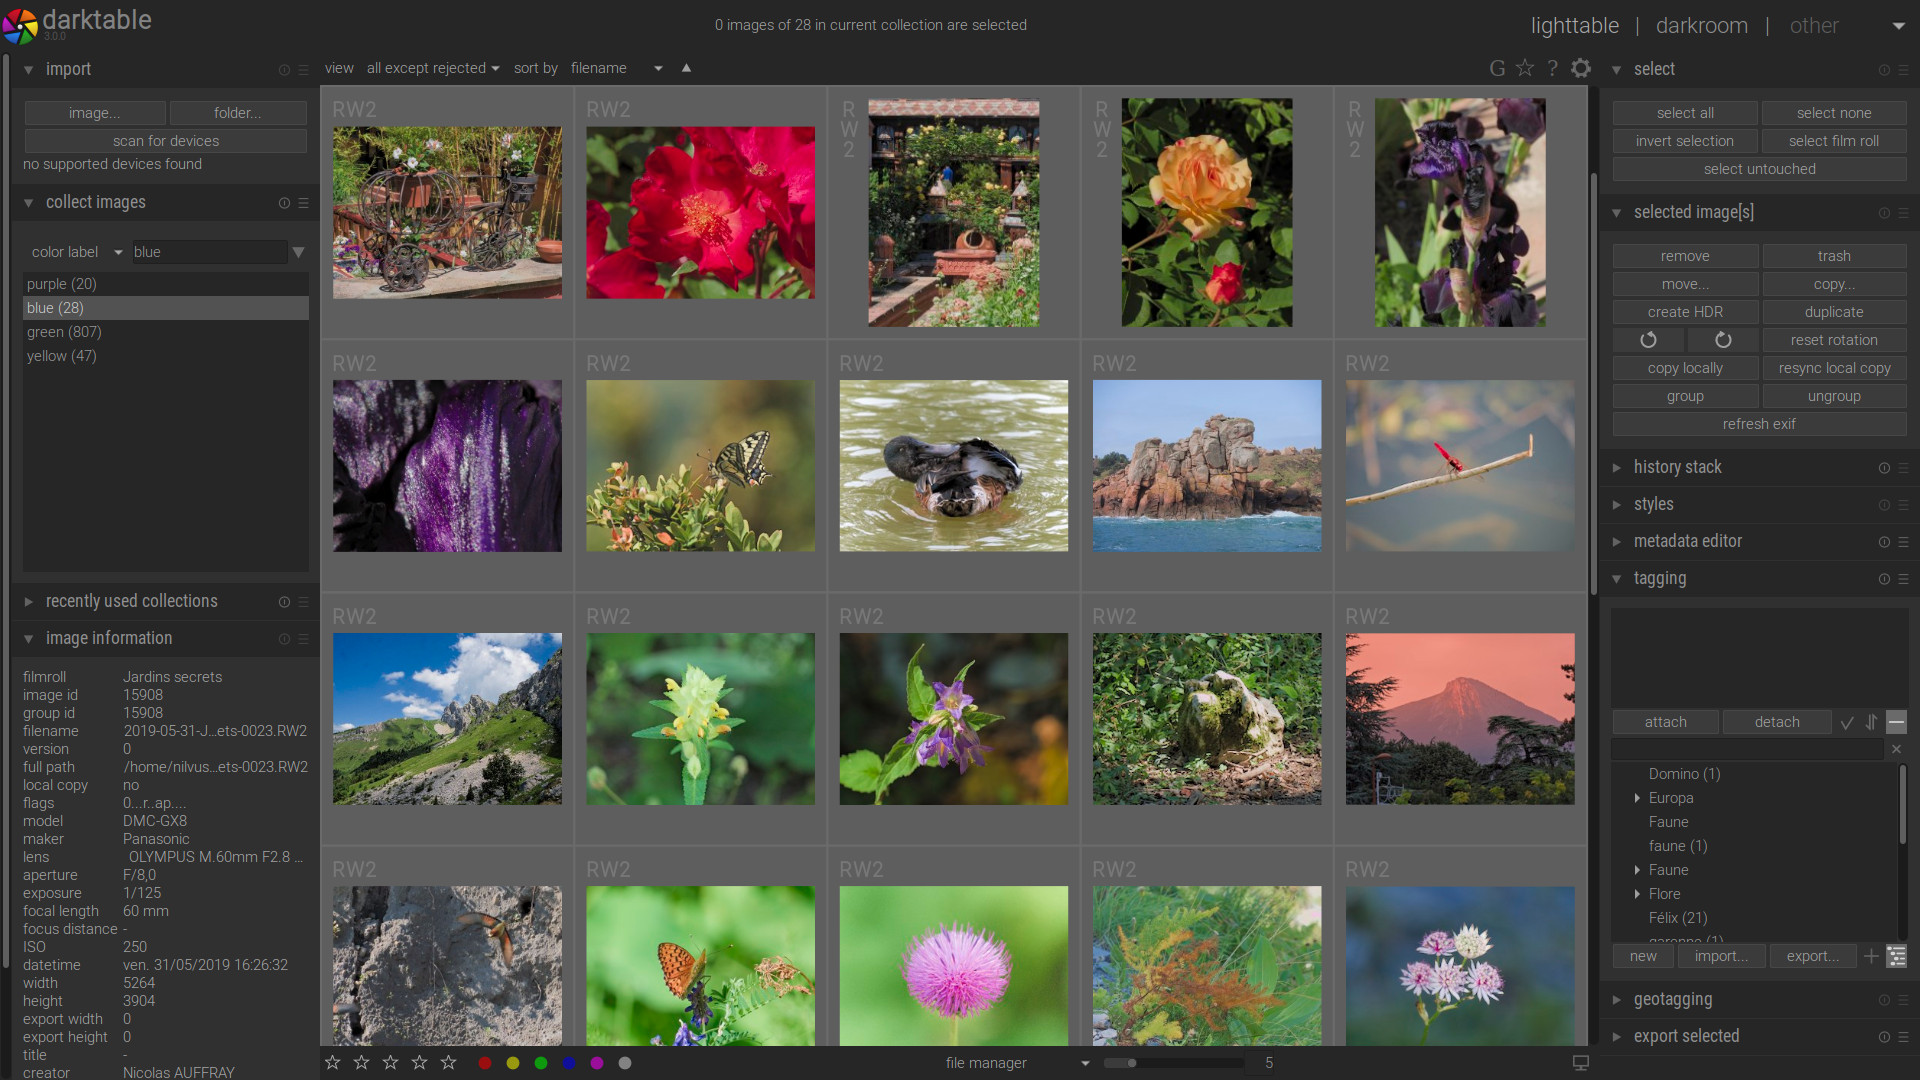 darktable
3.0.0
0 images of 28 in current collection are selected
lighttable | darkroom | other
import
image... folder...
scan for devices
no supported devices found
collect images
color label blue
purple (20)
blue (28)
green (807)
yellow (47)
recently used collections
image information
filmroll Jardins secrets
image id 15908
group id 15908
filename 2019-05-31-J...ets-0023.RW2
version 0
full path /home/nilvus...ets-0023.RW2
local copy no
flags 0...r..ap....
model DMC-GX8
maker Panasonic
lens OLYMPUS M.60mm F2.8 ...
aperture F/8,0
exposure 1/125
focal length 60 mm
focus distance -
ISO 250
datetime ven. 31/05/2019 16:26:32
width 5264
height 3904
export width 0
export height 0
title -
creator Nicolas AUFFRAY
view all except rejected sort by filename
G ?
RW2 RW2 RW2 RW2 RW2
RW2 RW2 RW2 RW2 RW2
RW2 RW2 RW2 RW2 RW2
RW2 RW2 RW2 RW2 RW2
file manager 5
select
select all select none
invert selection select film roll
select untouched
selected image[s]
remove trash
move... copy...
create HDR duplicate
reset rotation
copy locally resync local copy
group ungroup
refresh exif
history stack
styles
metadata editor
tagging
attach detach
Domino (1)
Europa
Faune
faune (1)
Faune
Flore
Félix (21)
garonne (1)
new import... export...
geotagging
export selected